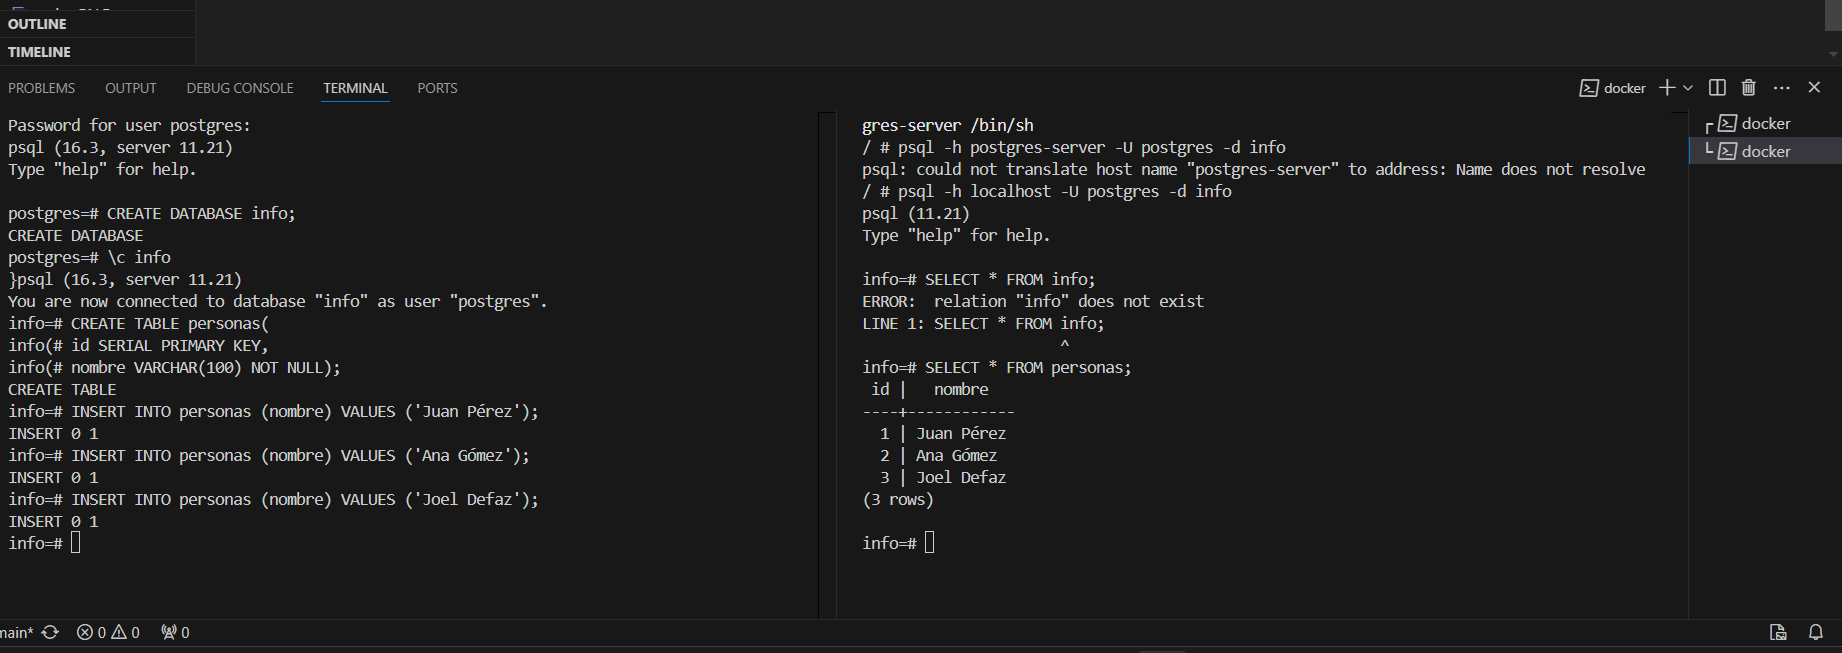 OUTLINE
TIMELINE
PROBLEMS OUTPUT DEBUG CONSOLE TERMINAL PORTS
docker
Password for user postgres:
psql (16.3, server 11.21)
Type "help" for help.
postgres=# CREATE DATABASE info;
CREATE DATABASE
postgres=# \c info
}psql (16.3, server 11.21)
You are now connected to database "info" as user "postgres".
info=# CREATE TABLE personas(
info(# id SERIAL PRIMARY KEY,
info(# nombre VARCHAR(100) NOT NULL);
CREATE TABLE
info=# INSERT INTO personas (nombre) VALUES ('Juan Pérez');
INSERT 0 1
info=# INSERT INTO personas (nombre) VALUES ('Ana Gómez');
INSERT 0 1
info=# INSERT INTO personas (nombre) VALUES ('Joel Defaz');
INSERT 0 1
info=#
gres-server /bin/sh
/ # psql -h postgres-server -U postgres -d info
psql: could not translate host name "postgres-server" to address: Name does not resolve
/ # psql -h localhost -U postgres -d info
psql (11.21)
Type "help" for help.
info=# SELECT * FROM info;
ERROR:  relation "info" does not exist
LINE 1: SELECT * FROM info;
^
info=# SELECT * FROM personas;
id |   nombre
----+------------
1 | Juan Pérez
2 | Ana Gómez
3 | Joel Defaz
(3 rows)
info=#
docker
docker
main* 0 0 0